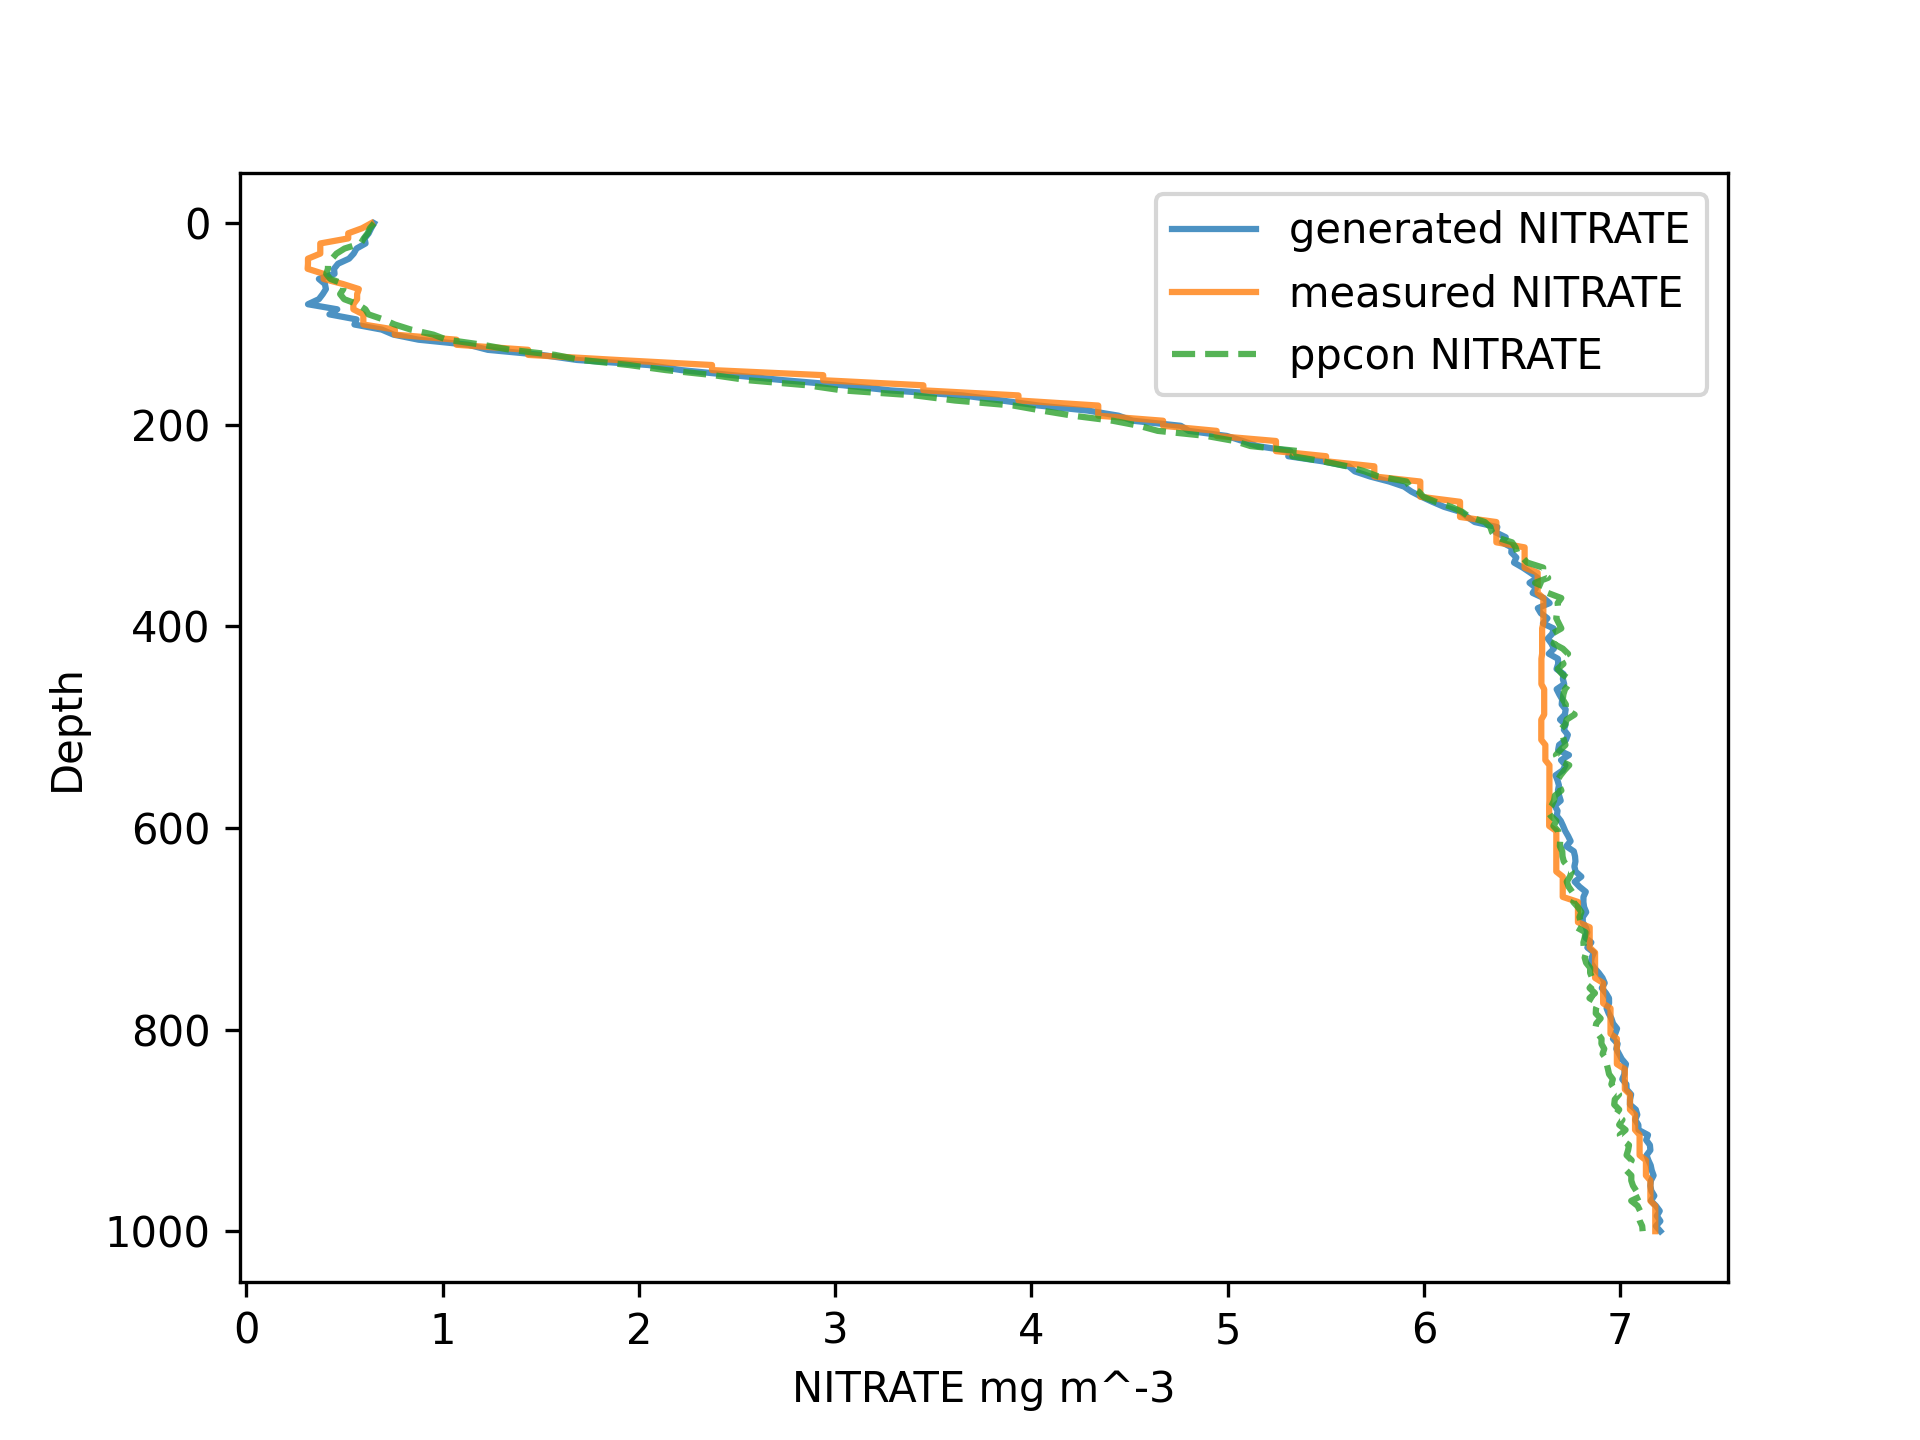 generated NITRATE
measured NITRATE
ppcon NITRATE
0
200
400
600
800
1000
Depth
0 1 2 3 4 5 6 7
NITRATE mg m^-3